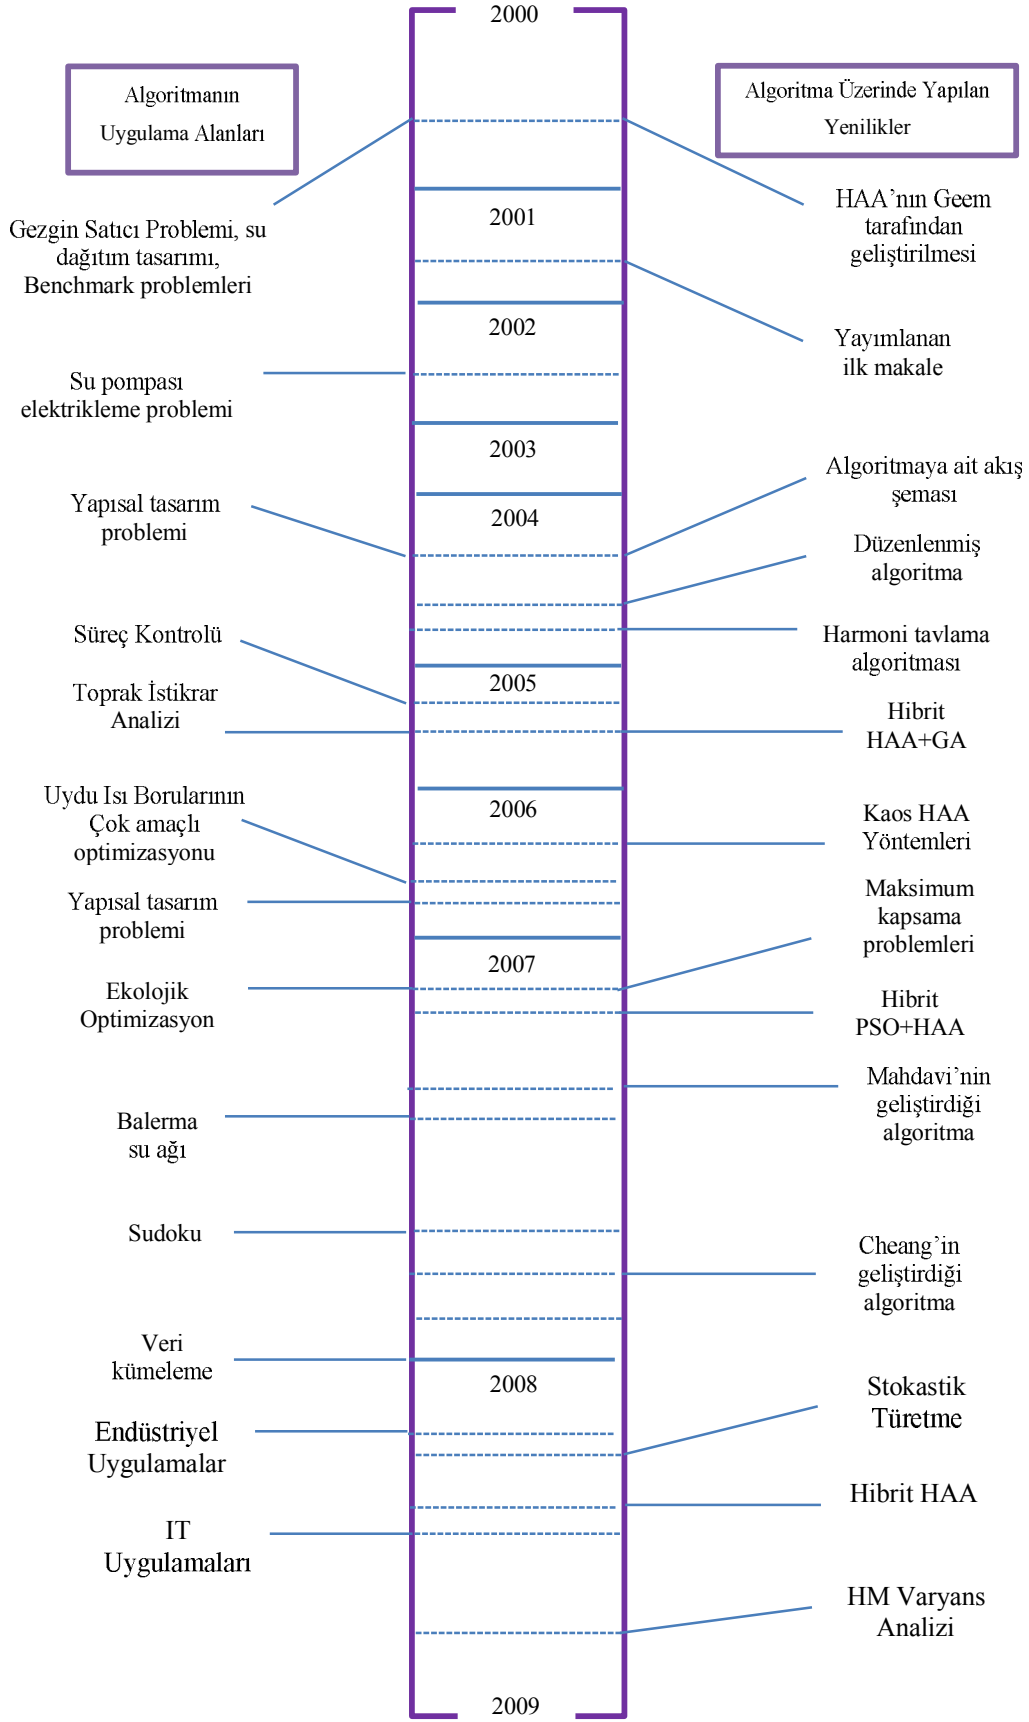 2000
Algoritmanın
Uygulama Alanları
Algoritma Üzerinde Yapılan
Yenilikler
HAA'nın Geem
tarafından
geliştirilmesi
2001
Gezgin Satıcı Problemi, su
dağıtım tasarımı,
Benchmark problemleri
2002
Yayımlanan
ilk makale
Su pompası
elektrikleme problemi
2003
Algoritmaya ait akış
şeması
Yapısal tasarım
problemi
2004
Düzenlenmiş
algoritma
Süreç Kontrolü
Harmoni tavlama
algoritması
2005
Toprak İstikrar
Analizi
Hibrit
HAA+GA
2006
Uydu Isı Borularının
Çok amaçlı
optimizasyonu
Kaos HAA
Yöntemleri
Yapısal tasarım
problemi
Maksimum
kapsama
problemleri
2007
Ekolojik
Optimizasyon
Hibrit
PSO+HAA
Mahdavi'nin
geliştirdiği
algoritma
Balerma
su ağı
Sudoku
Cheang'in
geliştirdiği
algoritma
Veri
kümeleme
2008
Stokastik
Türetme
Endüstriyel
Uygulamalar
Hibrit HAA
IT
Uygulamaları
HM Varyans
Analizi
2009